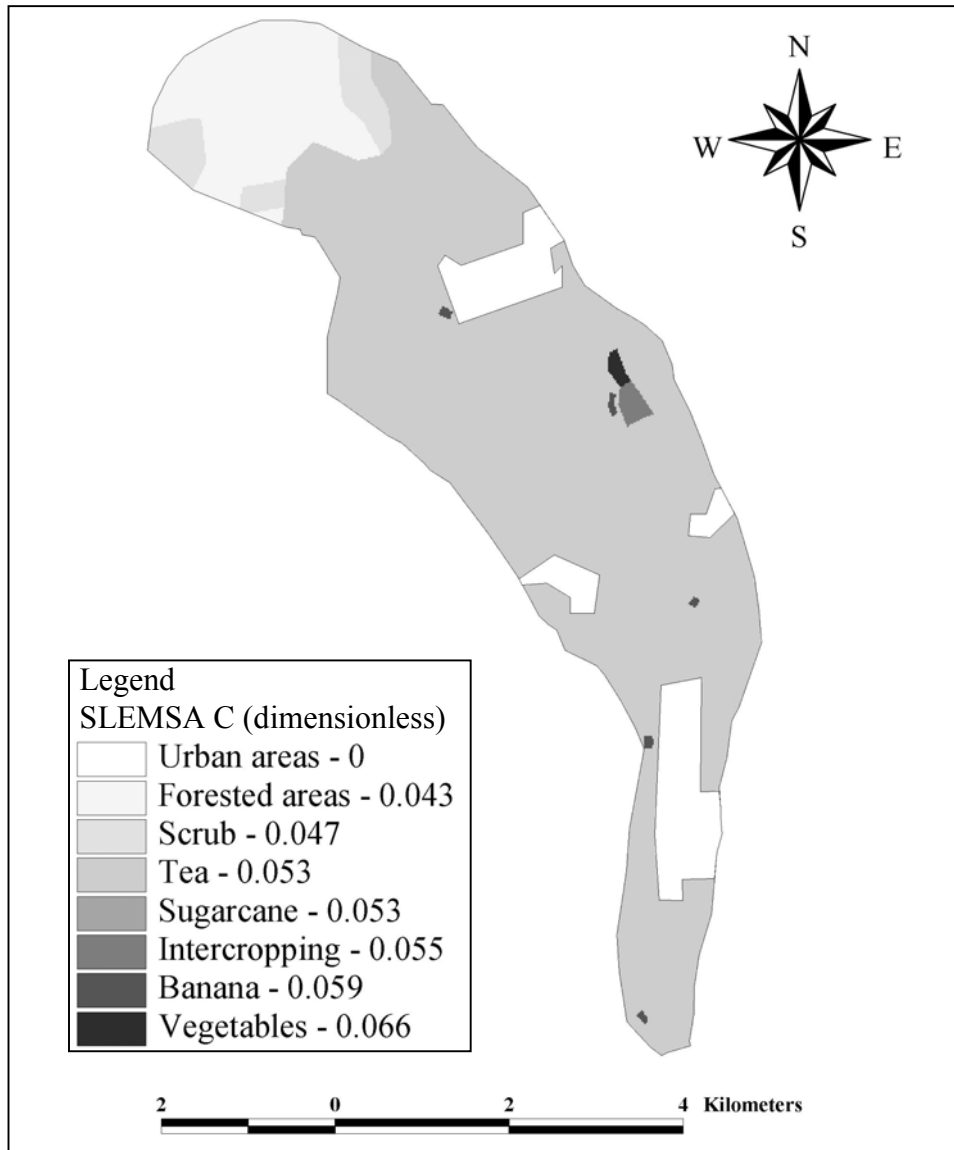 N
W E
S
Legend
SLEMSA C (dimensionless)
Urban areas - 0
Forested areas - 0.043
Scrub - 0.047
Tea - 0.053
Sugarcane - 0.053
Intercropping - 0.055
Banana - 0.059
Vegetables - 0.066
2 0 2 4 Kilometers